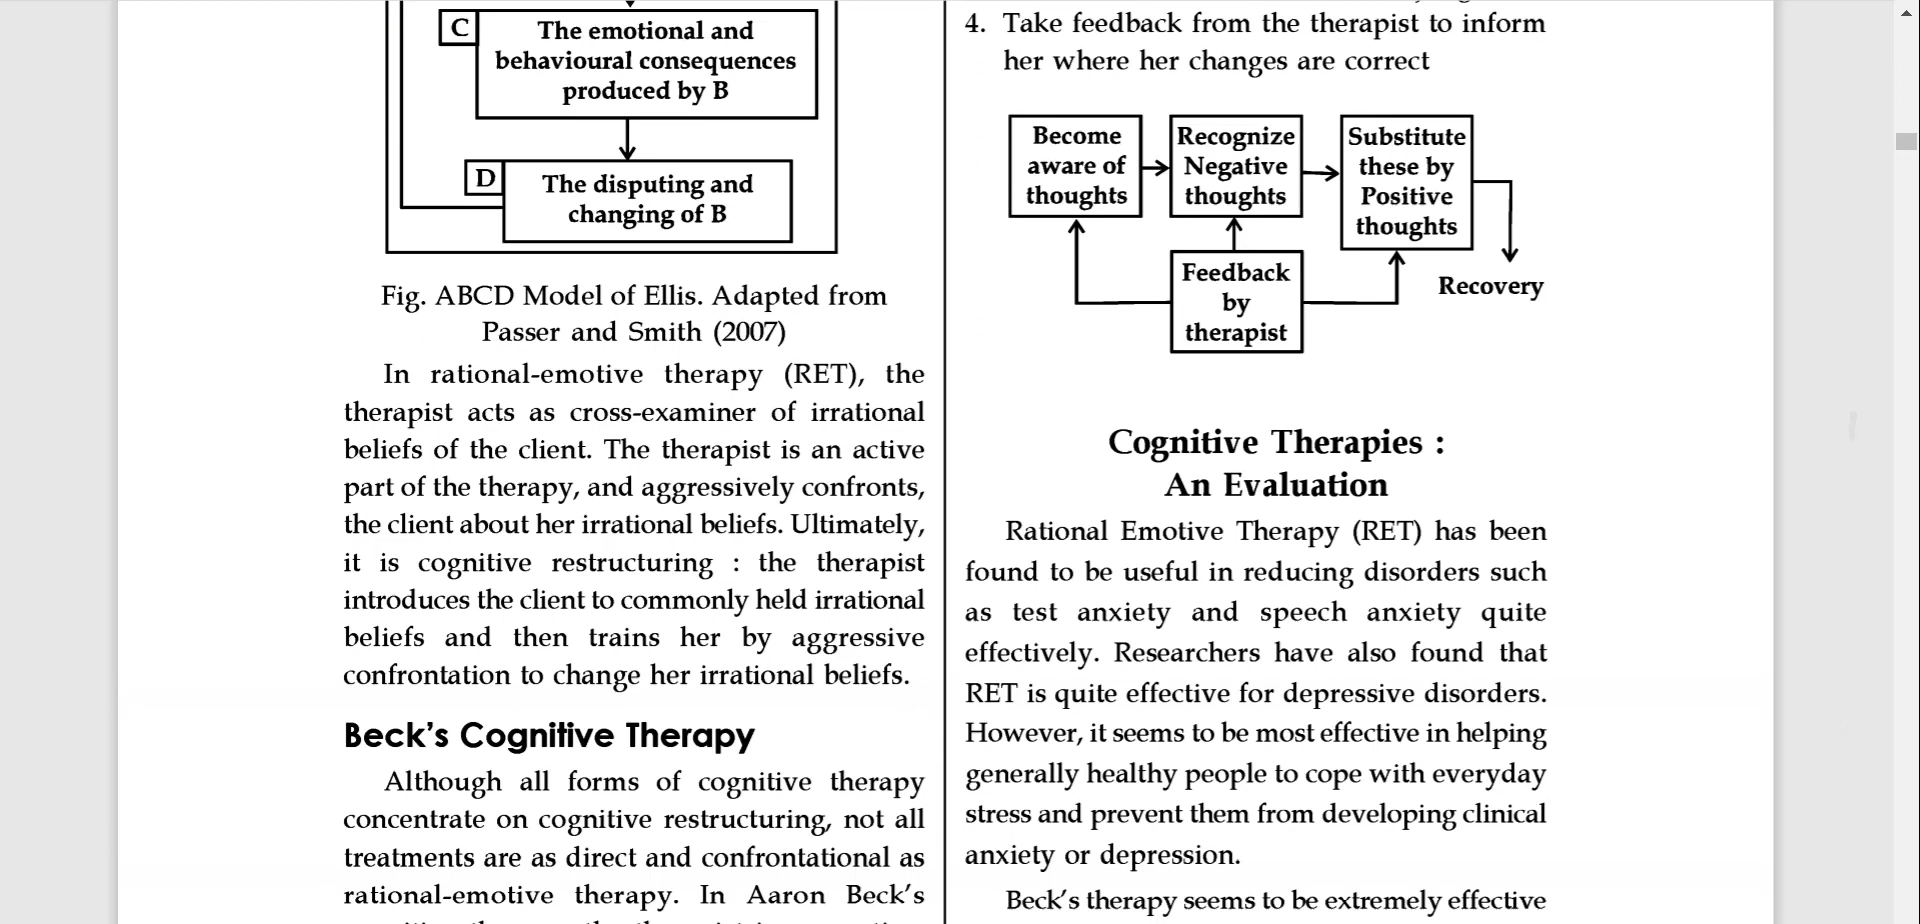 C
The emotional and
behavioural consequences
produced by B
D
The disputing and
changing of B
Fig. ABCD Model of Ellis. Adapted from
Passer and Smith (2007)
In rational-emotive therapy (RET), the
therapist acts as cross-examiner of irrational
beliefs of the client. The therapist is an active
part of the therapy, and aggressively confronts,
the client about her irrational beliefs. Ultimately,
it is cognitive restructuring : the therapist
introduces the client to commonly held irrational
beliefs and then trains her by aggressive
confrontation to change her irrational beliefs.
Beck's Cognitive Therapy
Although all forms of cognitive therapy
concentrate on cognitive restructuring, not all
treatments are as direct and confrontational as
rational-emotive therapy. In Aaron Beck's
4. Take feedback from the therapist to inform
her where her changes are correct
Become
aware of
thoughts
Recognize
Negative
thoughts
Substitute
these by
Positive
thoughts
Feedback
by
therapist
Recovery
Cognitive Therapies :
An Evaluation
Rational Emotive Therapy (RET) has been
found to be useful in reducing disorders such
as test anxiety and speech anxiety quite
effectively. Researchers have also found that
RET is quite effective for depressive disorders.
However, it seems to be most effective in helping
generally healthy people to cope with everyday
stress and prevent them from developing clinical
anxiety or depression.
Beck's therapy seems to be extremely effective